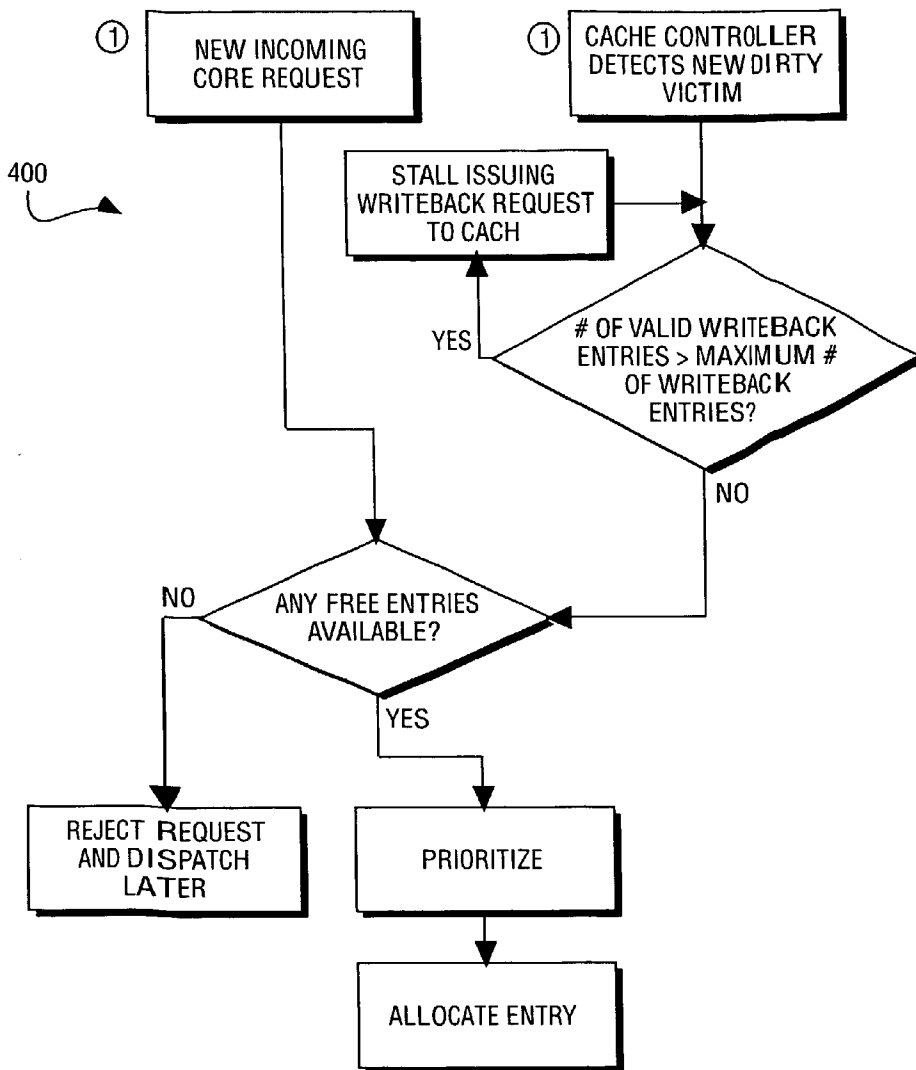 1
NEW INCOMING
CORE REQUEST
1
CACHE CONTROLLER
DETECTS NEW DIRTY
VICTIM
400
STALL ISSUING
WRITEBACK REQUEST
TO CACH
YES
# OF VALID WRITEBACK
ENTRIES > MAXIMUM #
OF WRITEBACK
ENTRIES?
NO
NO
ANY FREE ENTRIES
AVAILABLE?
YES
REJECT REQUEST
AND DISPATCH
LATER
PRIORITIZE
ALLOCATE ENTRY